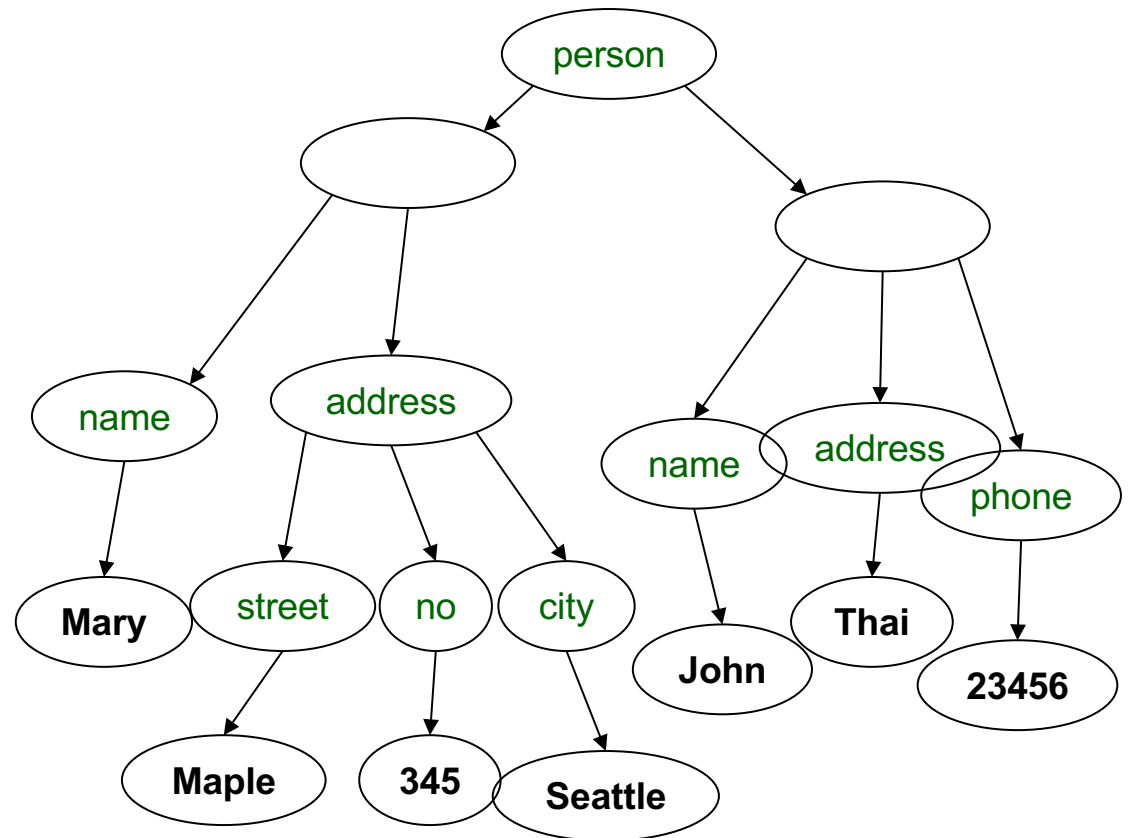 person
name
address
name
address
phone
Mary
street
no
city
John
Thai
23456
Maple
345
Seattle